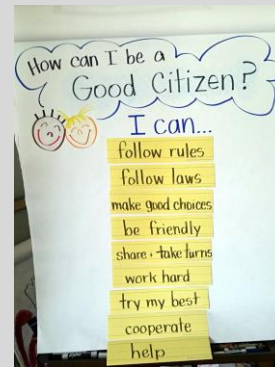 How can I be a
Good Citizen?
I can...
follow rules
follow laws
make good choices
be friendly
share + take turns
work hard
try my best
cooperate
help